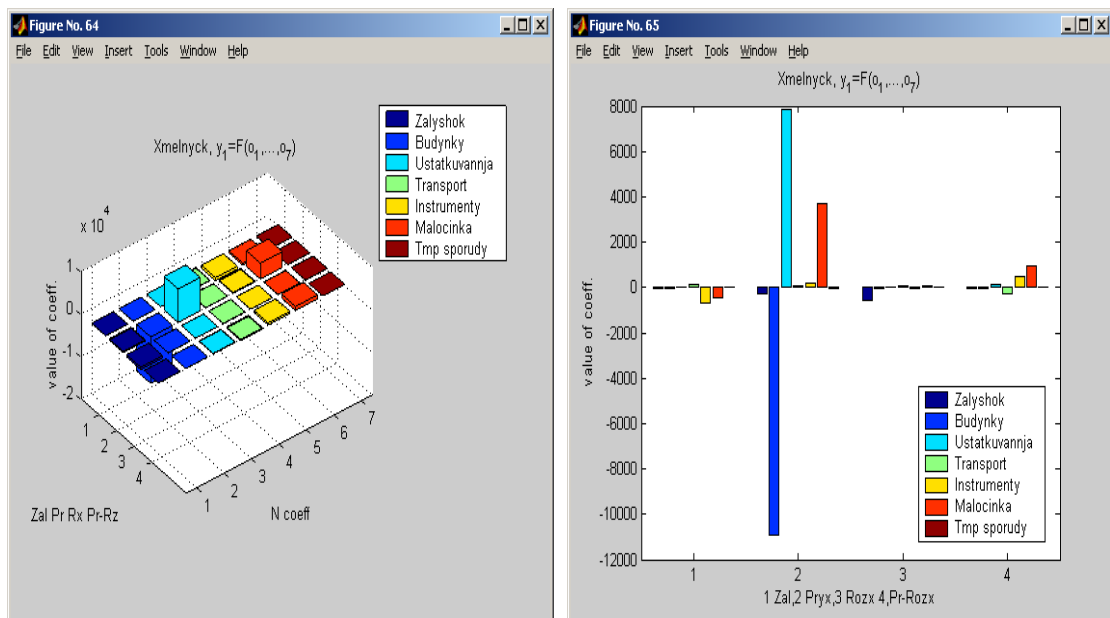 Figure No. 64
File Edit View Insert Tools Window Help
Zalyshok
Budynky
Ustatkuvannja
Transport
Instrumenty
Malocinka
Tmp sporudy
Xmelnyck, y1=F(o1,...,o7)
x 10^4
1
0
-1
-2
value of coeff.
1
2
3
4
Zal Pr Rx Pr-Rz
1
2
3
4
5
6
7
N coeff
Figure No. 65
File Edit View Insert Tools Window Help
Xmelnyck, y1=F(o1,...,o7)
8000
6000
4000
2000
0
-2000
-4000
-6000
-8000
-10000
-12000
value of coeff.
Zalyshok
Budynky
Ustatkuvannja
Transport
Instrumenty
Malocinka
Tmp sporudy
1 2 3 4
1 Zal,2 Pryx,3 Rozx 4,Pr-Rozx